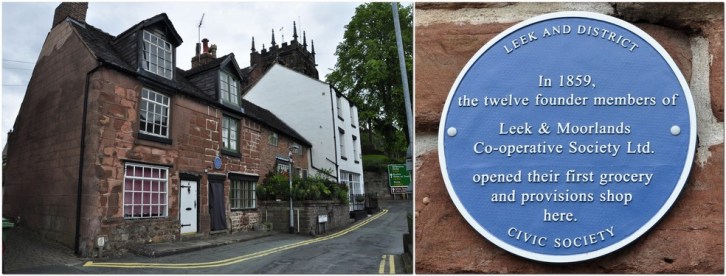 LEEK AND DISTRICT
In 1859,
the twelve founder members of
Leek & Moorlands
Co-operative Society Ltd.
opened their first grocery
and provisions shop
here.
CIVIC SOCIETY